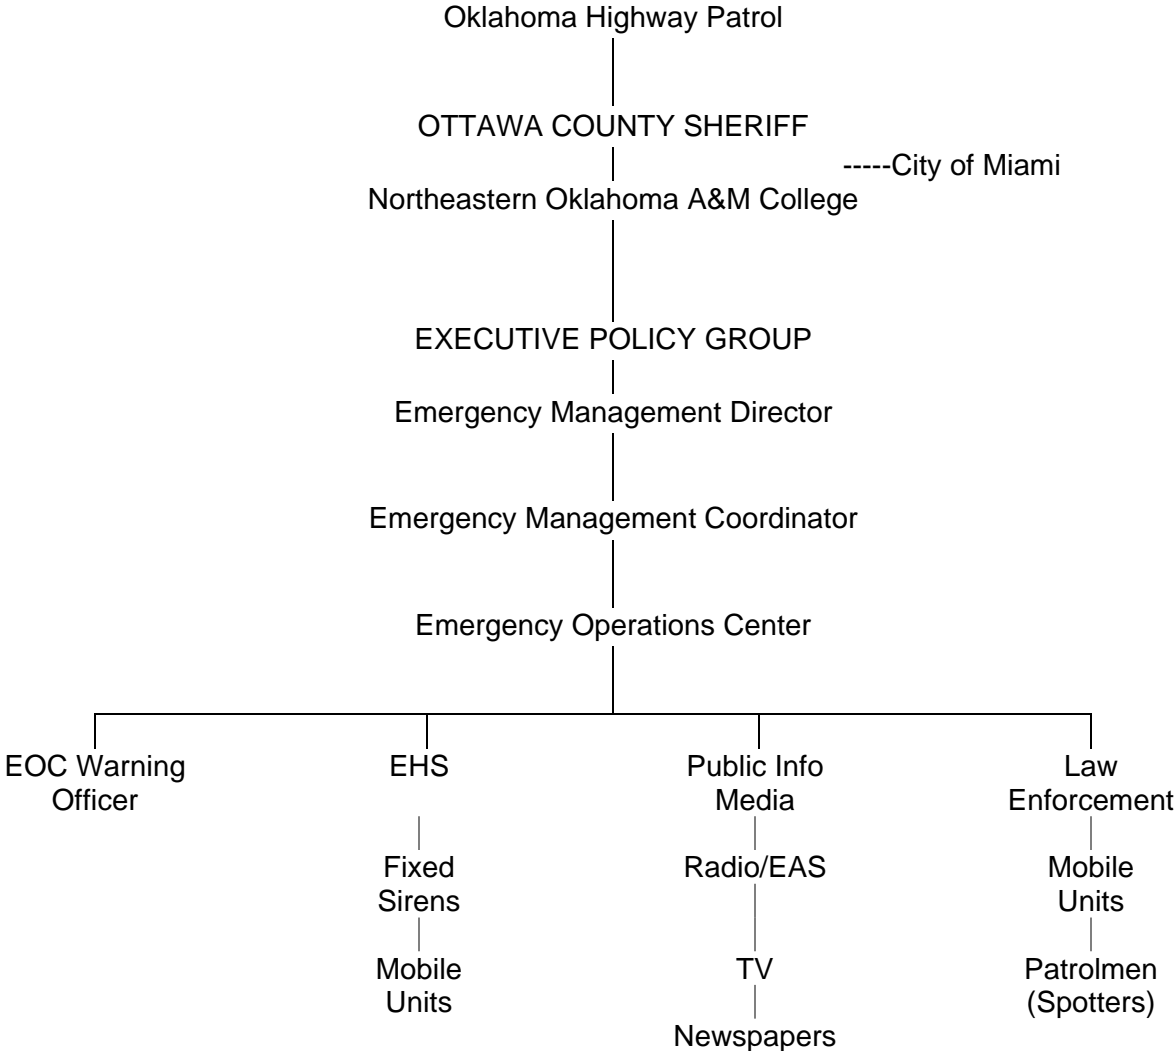 Oklahoma Highway Patrol
OTTAWA COUNTY SHERIFF
-----City of Miami
Northeastern Oklahoma A&M College
EXECUTIVE POLICY GROUP
Emergency Management Director
Emergency Management Coordinator
Emergency Operations Center
EOC Warning
Officer
EHS
Fixed
Sirens
Mobile
Units
Public Info
Media
Radio/EAS
TV
Newspapers
Law
Enforcement
Mobile
Units
Patrolmen
(Spotters)